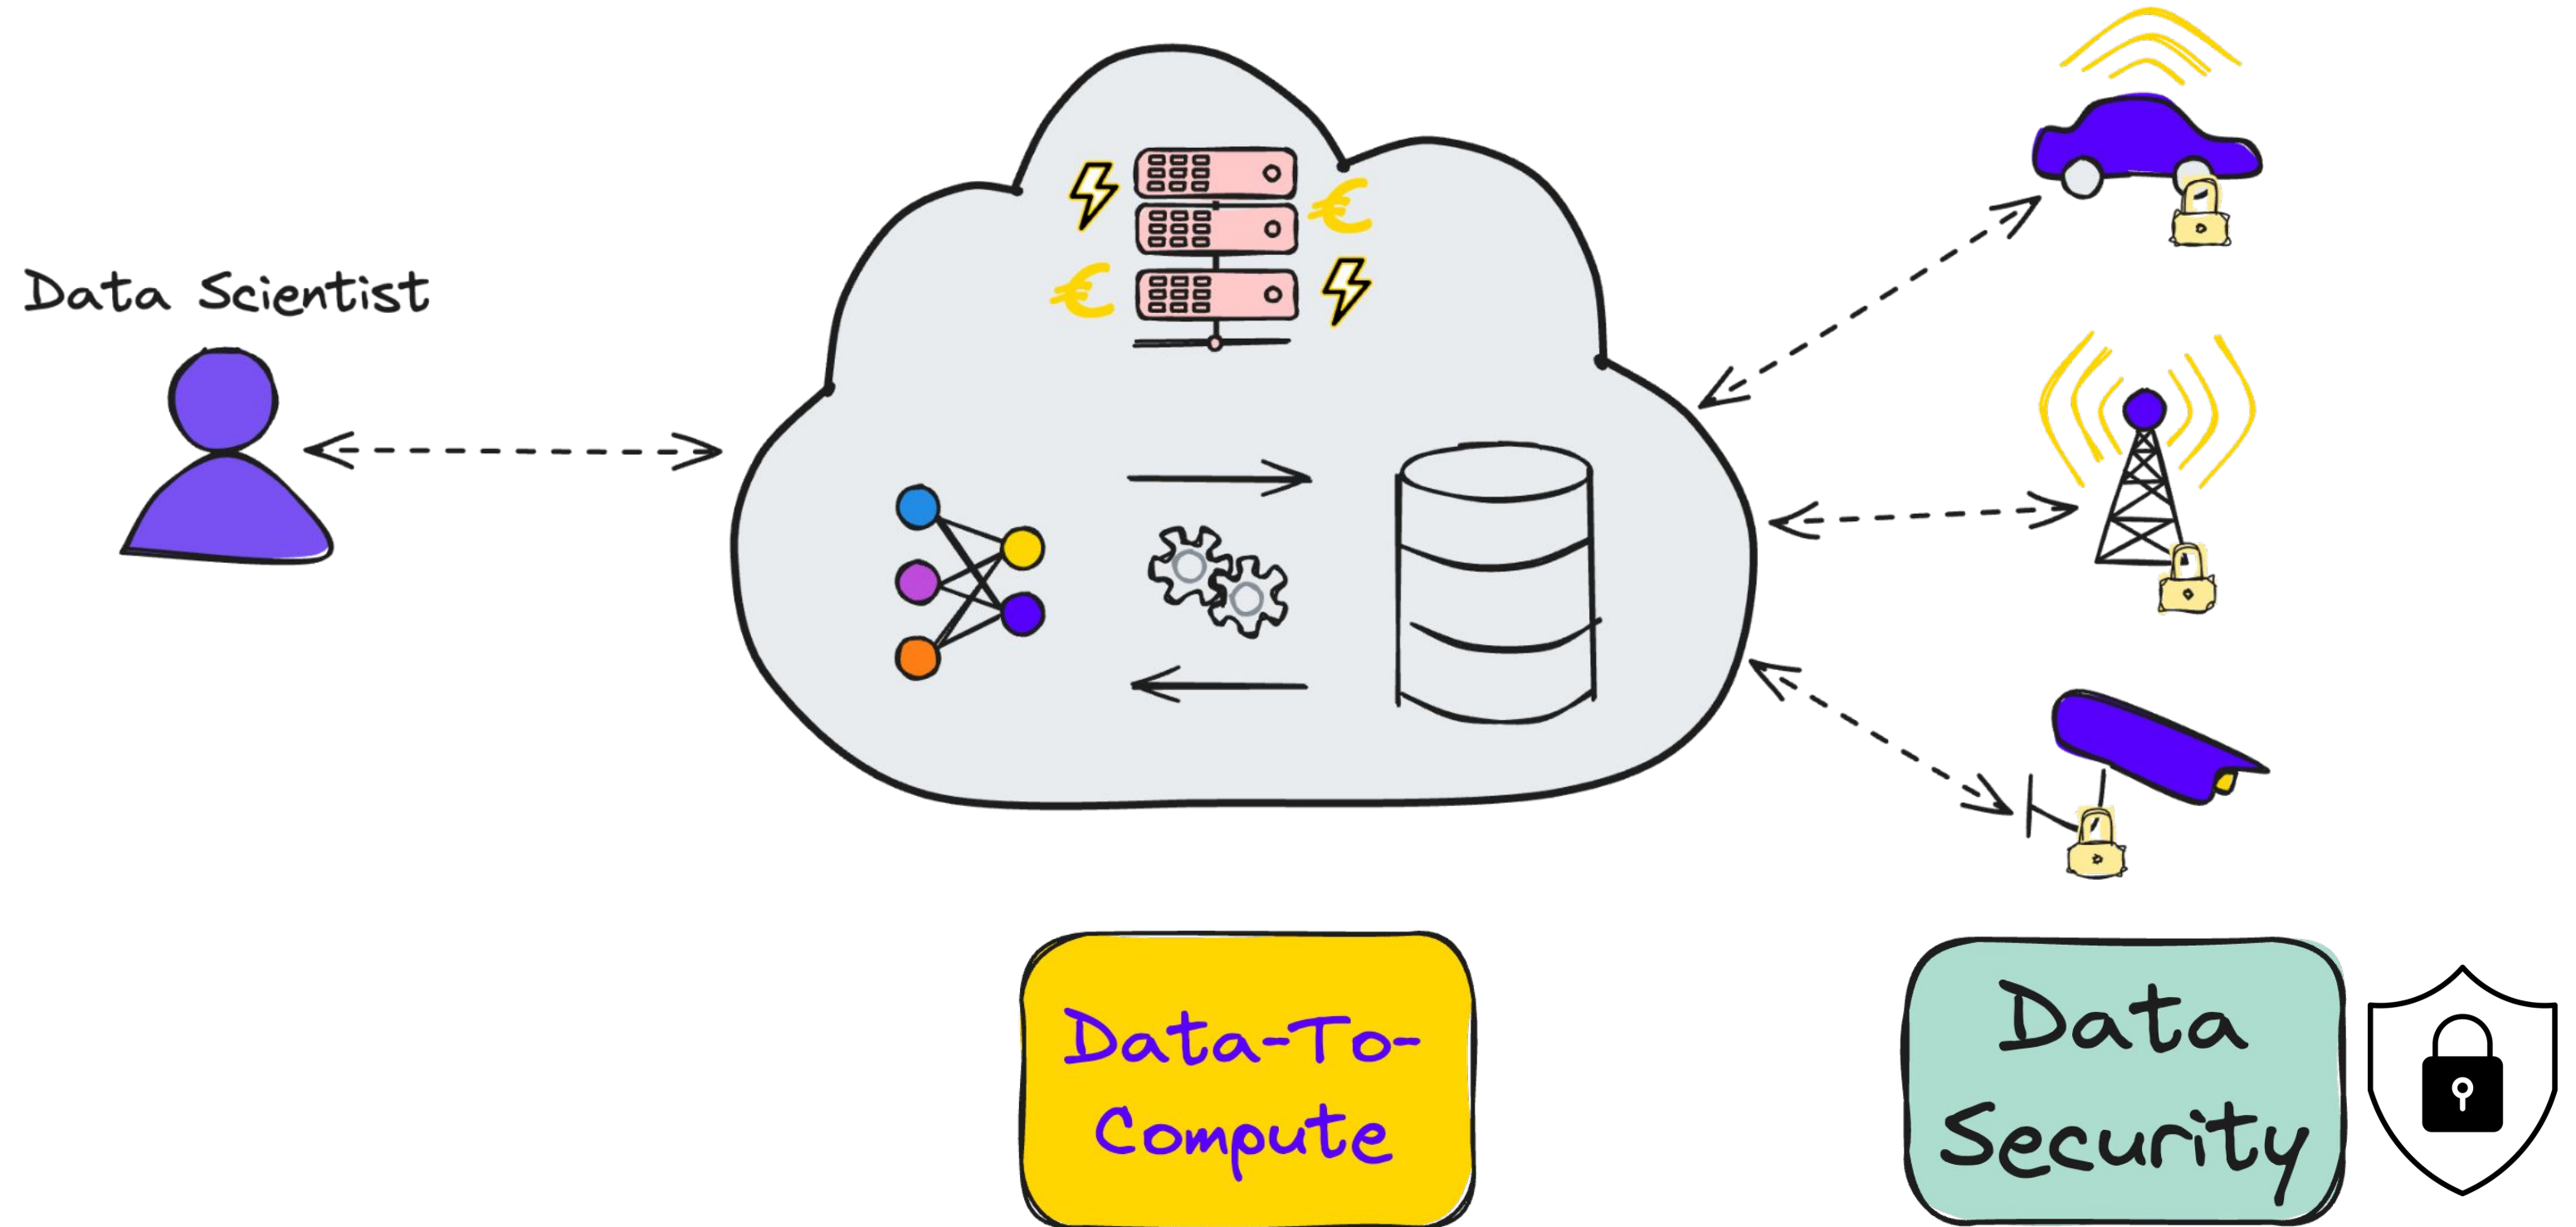 Data Scientist
€
€
Data-To-
Compute
Data
Security